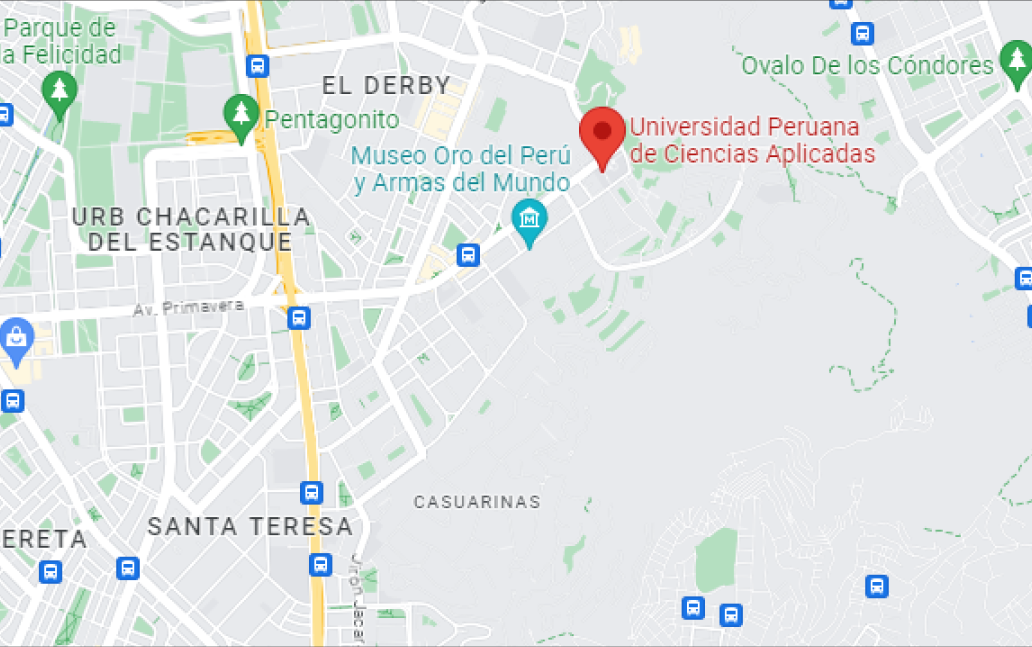 Parque de
la Felicidad
EL DERBY
Ovalo De los Cóndores
Pentagonito
Universidad Peruana
de Ciencias Aplicadas
Museo Oro del Perú
y Armas del Mundo
M
URB CHACARILLA
DEL ESTANQUE
Av. Primavera
CASUARINAS
SANTA TERESA
ERETA
Jirón Jacar